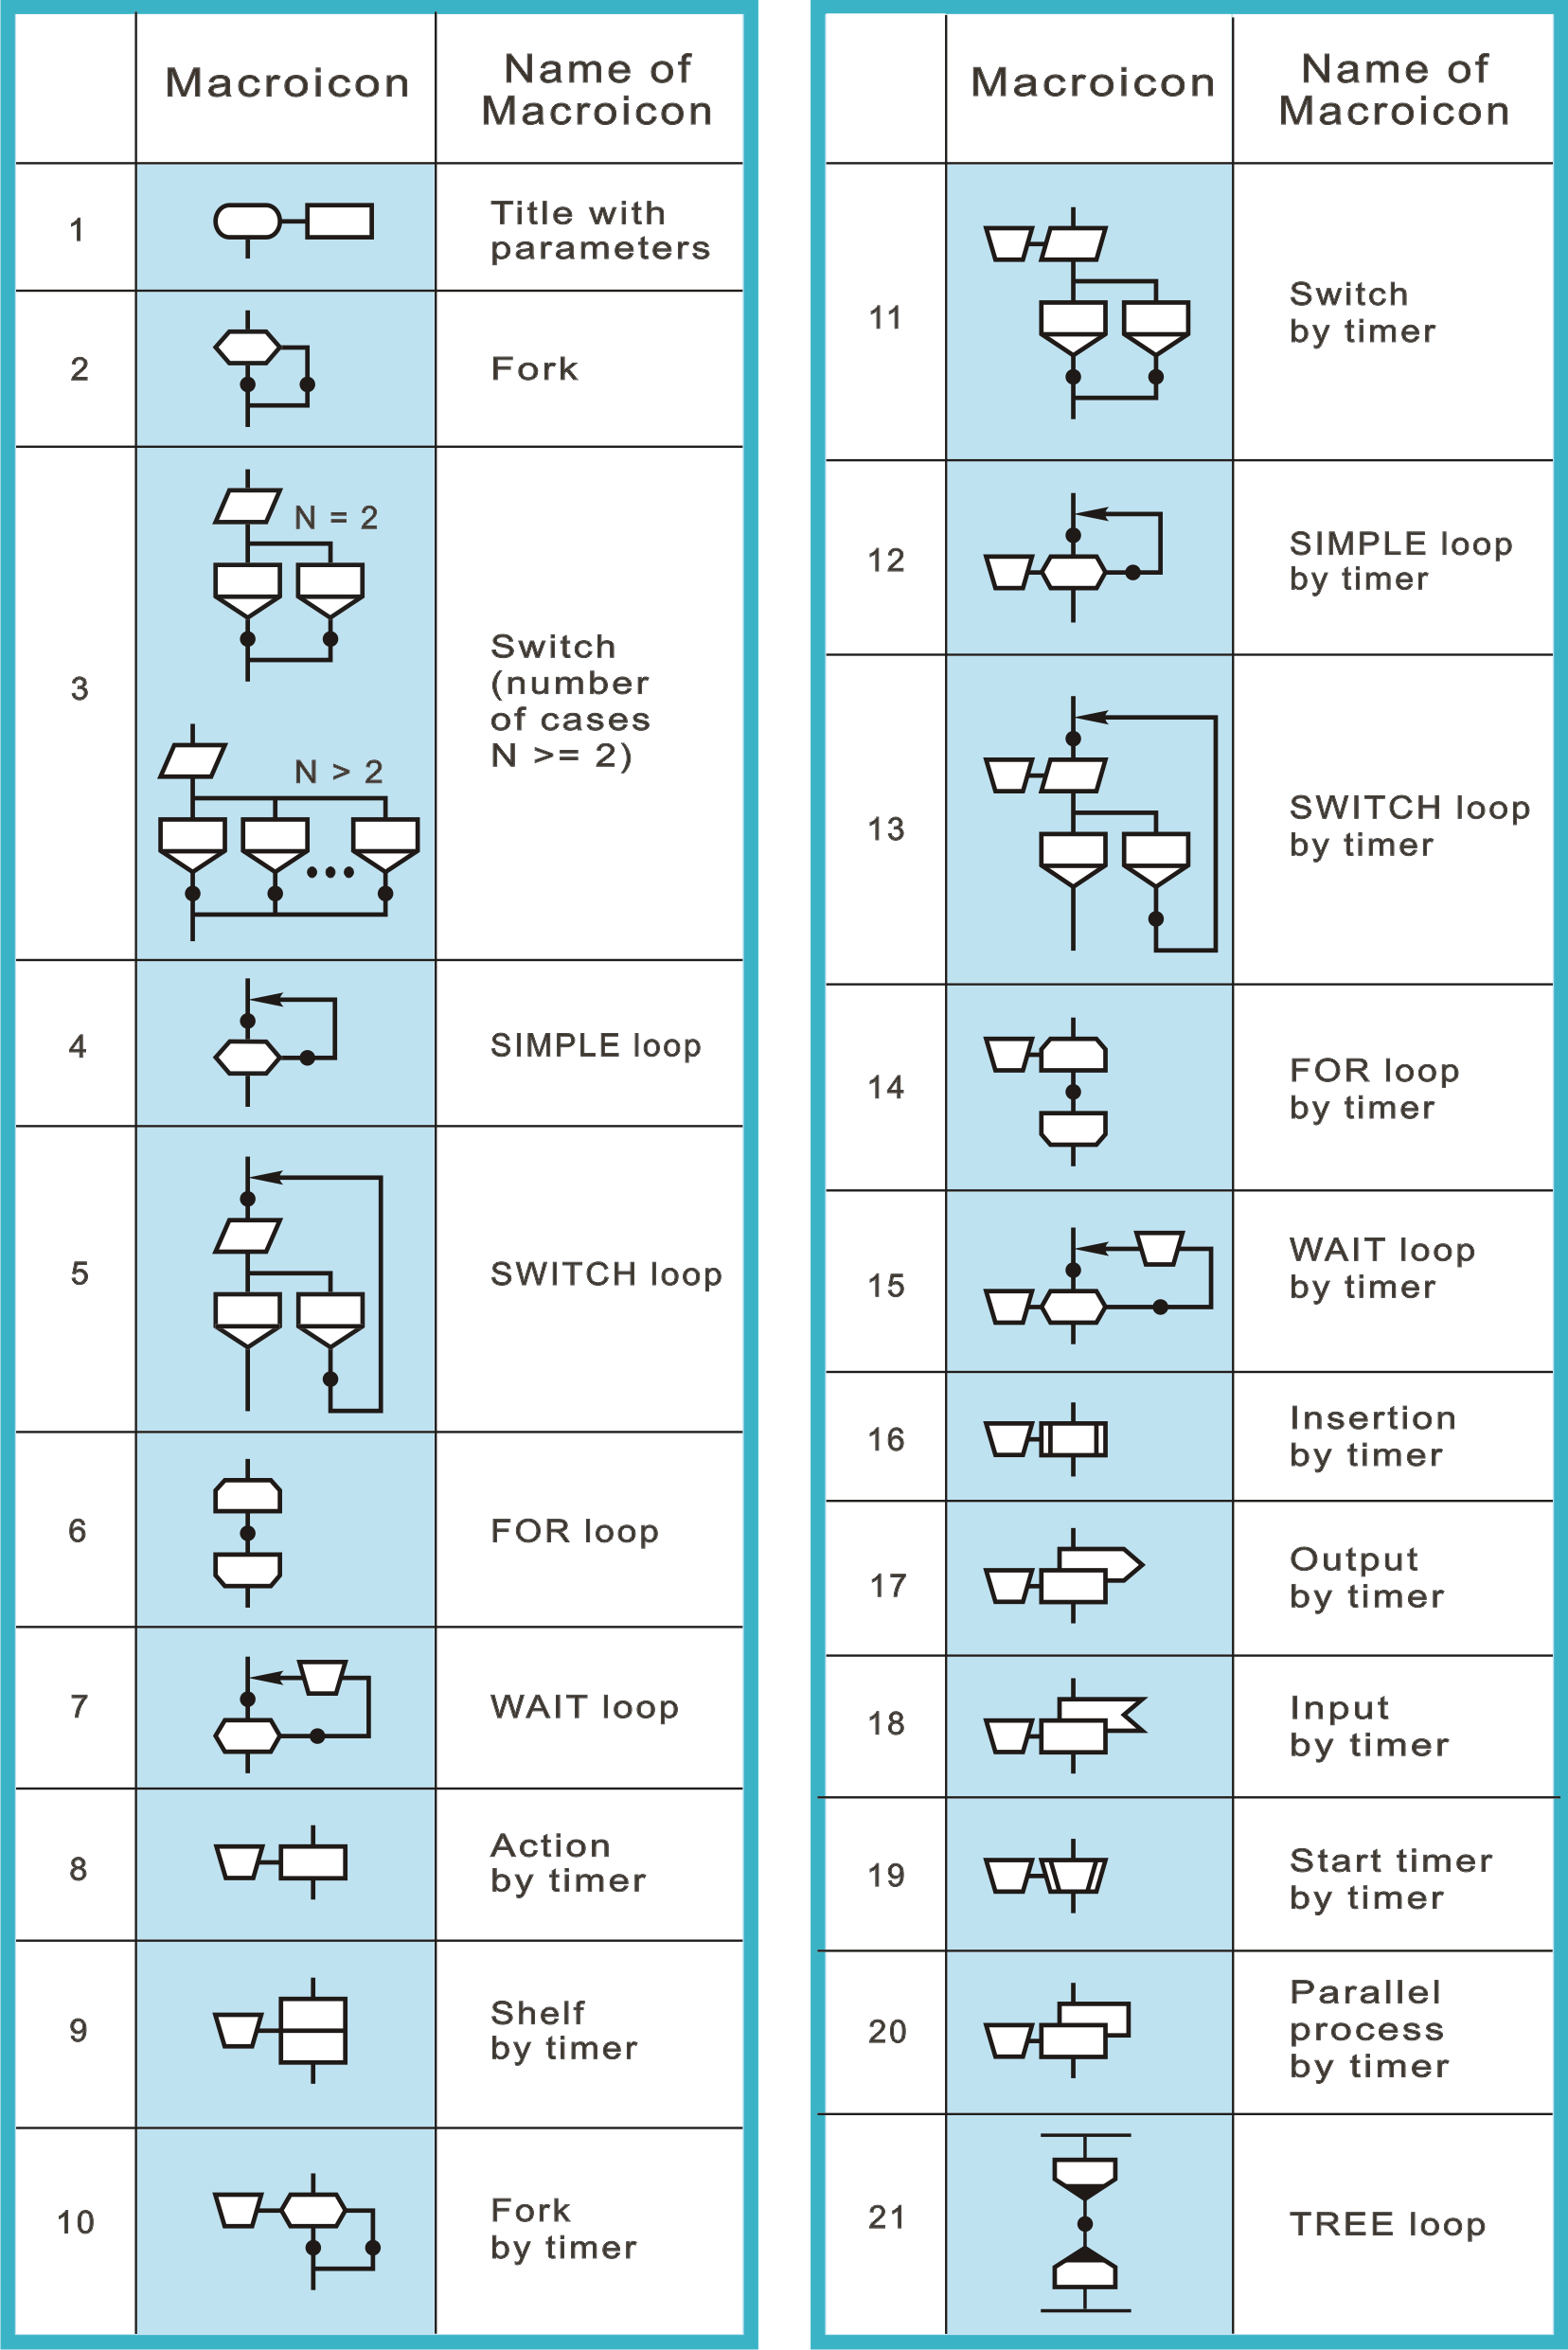 Macroicon
Name of
Macroicon
1
Title with
parameters
2
Fork
3
N = 2
N > 2
Switch
(number
of cases
N >= 2)
4
SIMPLE loop
5
SWITCH loop
6
FOR loop
7
WAIT loop
8
Action
by timer
9
Shelf
by timer
10
Fork
by timer
Macroicon
Name of
Macroicon
11
Switch
by timer
12
SIMPLE loop
by timer
13
SWITCH loop
by timer
14
FOR loop
by timer
15
WAIT loop
by timer
16
Insertion
by timer
17
Output
by timer
18
Input
by timer
19
Start timer
by timer
20
Parallel
process
by timer
21
TREE loop